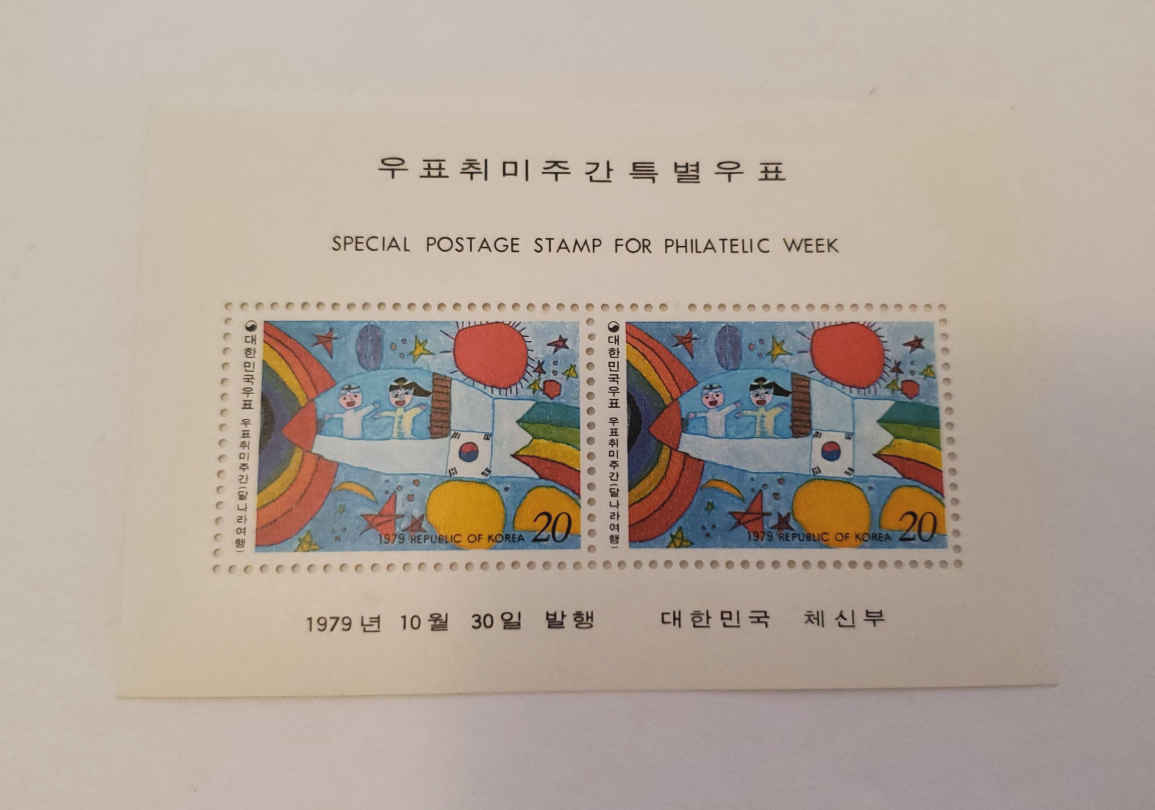 우표취미주간특별우표
SPECIAL POSTAGE STAMP FOR PHILATELIC WEEK
대한민국우표 우표취미주간(달나라여행)
1979 REPUBLIC OF KOREA 20
대한민국우표 우표취미주간(달나라여행)
1979 REPUBLIC OF KOREA 20
1979년 10월 30일 발행 대한민국 체신부